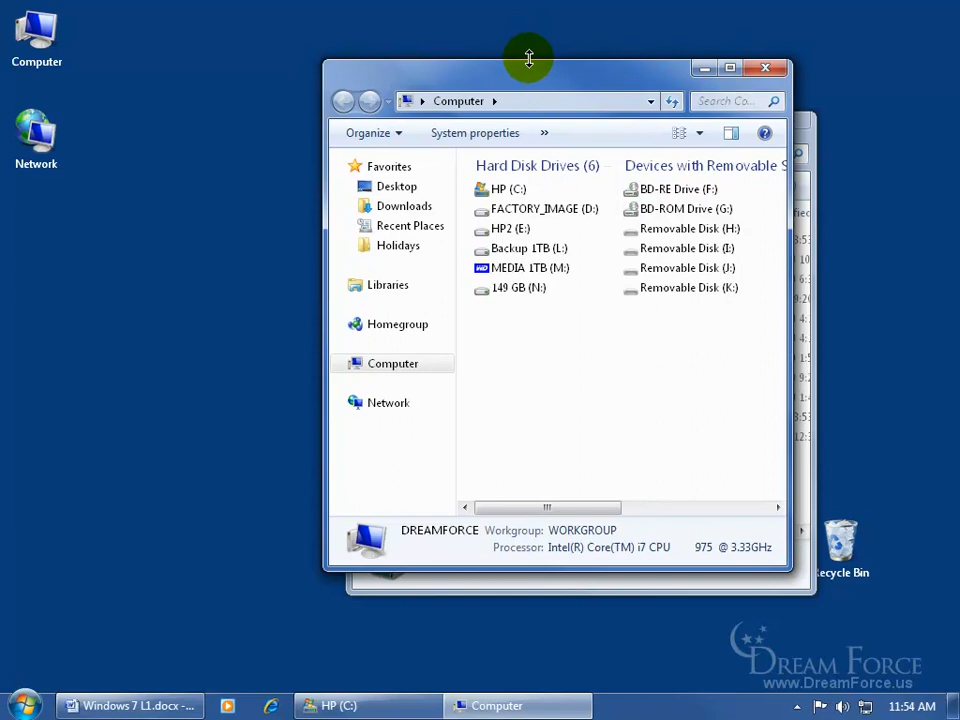 Computer
Network
Computer
Search Co...
Organize
System properties
»
Favorites
Desktop
Downloads
Recent Places
Holidays
Libraries
Homegroup
Computer
Network
Hard Disk Drives (6)
HP (C:)
FACTORY_IMAGE (D:)
HP2 (E:)
Backup 1TB (L:)
MEDIA 1TB (M:)
149 GB (N:)
Devices with Removable S
BD-RE Drive (F:)
BD-ROM Drive (G:)
Removable Disk (H:)
Removable Disk (I:)
Removable Disk (J:)
Removable Disk (K:)
DREAMFORCE Workgroup: WORKGROUP
Processor: Intel(R) Core(TM) i7 CPU 975 @ 3.33GHz
Recycle Bin
DREAM FORCE
www.DreamForce.us
Windows 7 L1.docx -...
HP (C:)
Computer
11:54 AM